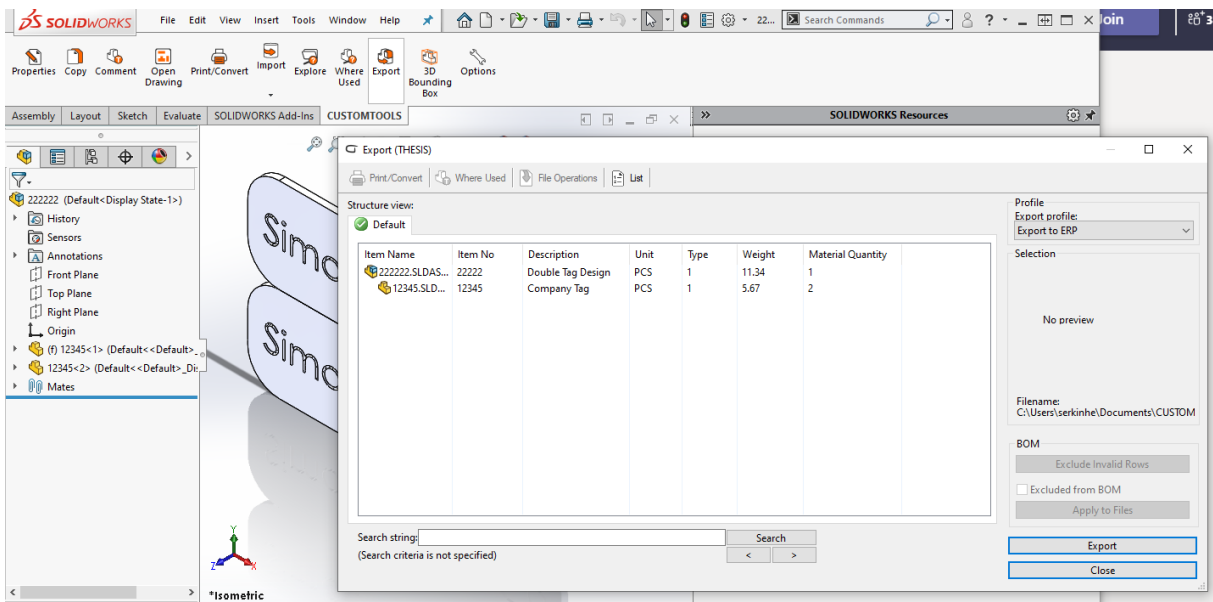 SOLIDWORKS File Edit View Insert Tools Window Help 22... Search Commands ? Join 3
Properties Copy Comment Open Drawing Print/Convert Import Explore Where Used Export 3D Bounding Box Options
Assembly Layout Sketch Evaluate SOLIDWORKS Add-Ins CUSTOMTOOLS » SOLIDWORKS Resources
222222 (Default<Display State-1>)
History
Sensors
Annotations
Front Plane
Top Plane
Right Plane
Origin
(f) 12345<1> (Default<<Default>_
12345<2> (Default<<Default>_Dis
Mates
Simo
Simo
Y
Z X
*Isometric
Export (THESIS)
Print/Convert Where Used File Operations List
Structure view:
Default
Item Name Item No Description Unit Type Weight Material Quantity
222222.SLDAS... 22222 Double Tag Design PCS 1 11.34 1
12345.SLD... 12345 Company Tag PCS 1 5.67 2
Search string: Search
(Search criteria is not specified) < >
Profile
Export profile:
Export to ERP
Selection
No preview
Filename:
C:\Users\serkinhe\Documents\CUSTOM
BOM
Exclude Invalid Rows
Excluded from BOM
Apply to Files
Export
Close